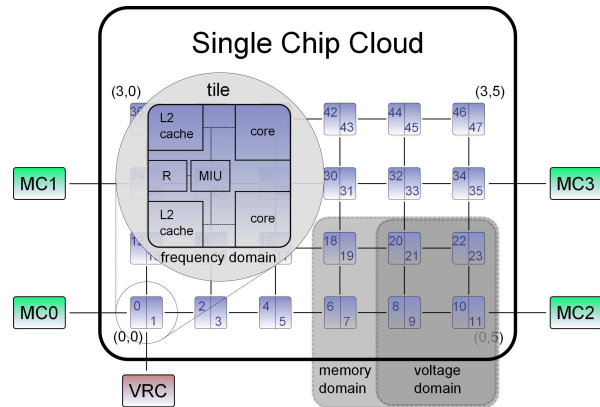 Single Chip Cloud
(3,0)
tile
(3,5)
36
L2
cache
core
42 43
44 45
46 47
MC1
R
MIU
30 31
32 33
34 35
MC3
L2
cache
core
18 19
20 21
22 23
frequency domain
MC0
0 1
2 3
4 5
6 7
8 9
10 11
MC2
(0,0)
(0,5)
VRC
memory
domain
voltage
domain